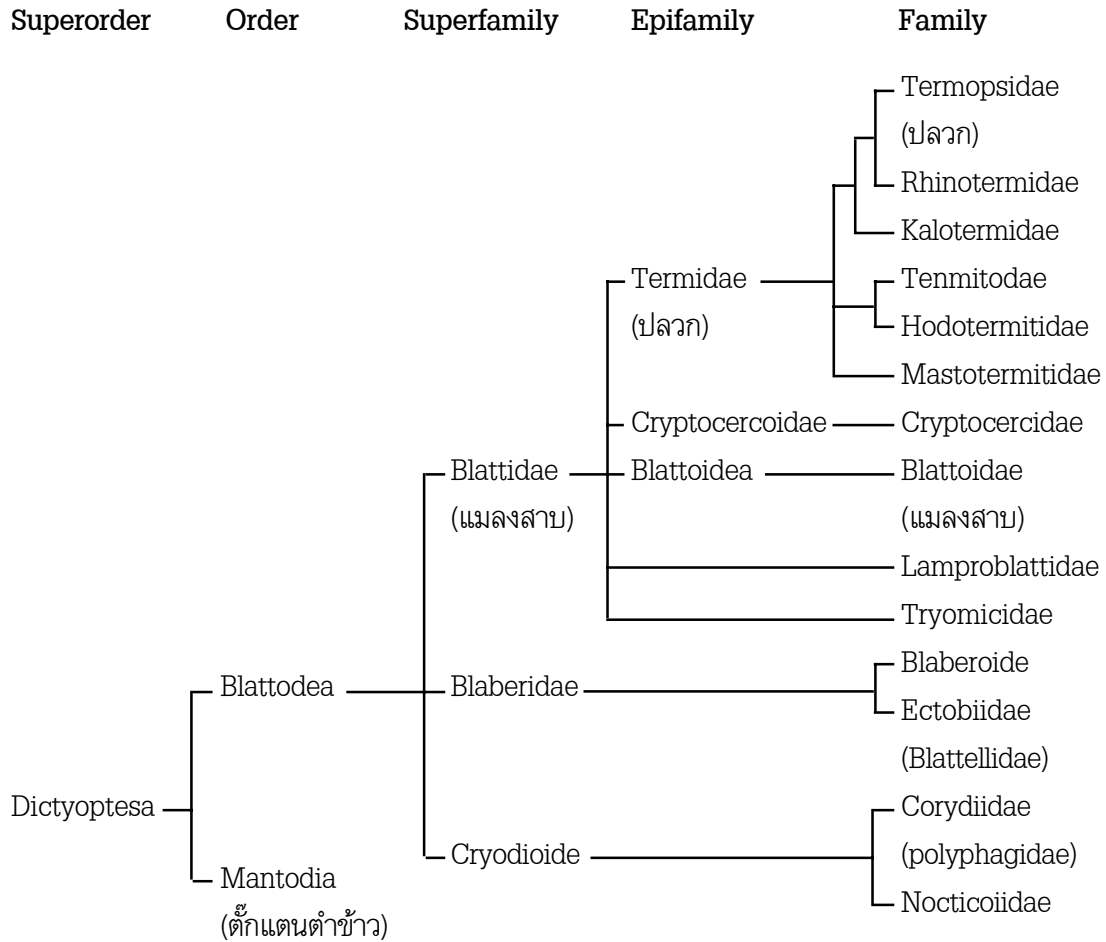 Superorder Order Superfamily Epifamily Family
Termopsidae
(ปลวก)
Rhinotermidae
Kalotermidae
Termidae Tenmitodae
(ปลวก) Hodotermitidae
Mastotermitidae
Cryptocercoidae Cryptocercidae
Blattidae Blattoidea Blattoidae
(แมลงสาบ) (แมลงสาบ)
Lamproblattidae
Tryomicidae
Blaberoide
Blattodea Blaberidae
Ectobiidae
(Blattellidae)
Dictyoptesa Corydiidae
Cryodioide (polyphagidae)
Mantodia
Nocticoiidae
(ตั๊กแตนตำข้าว)